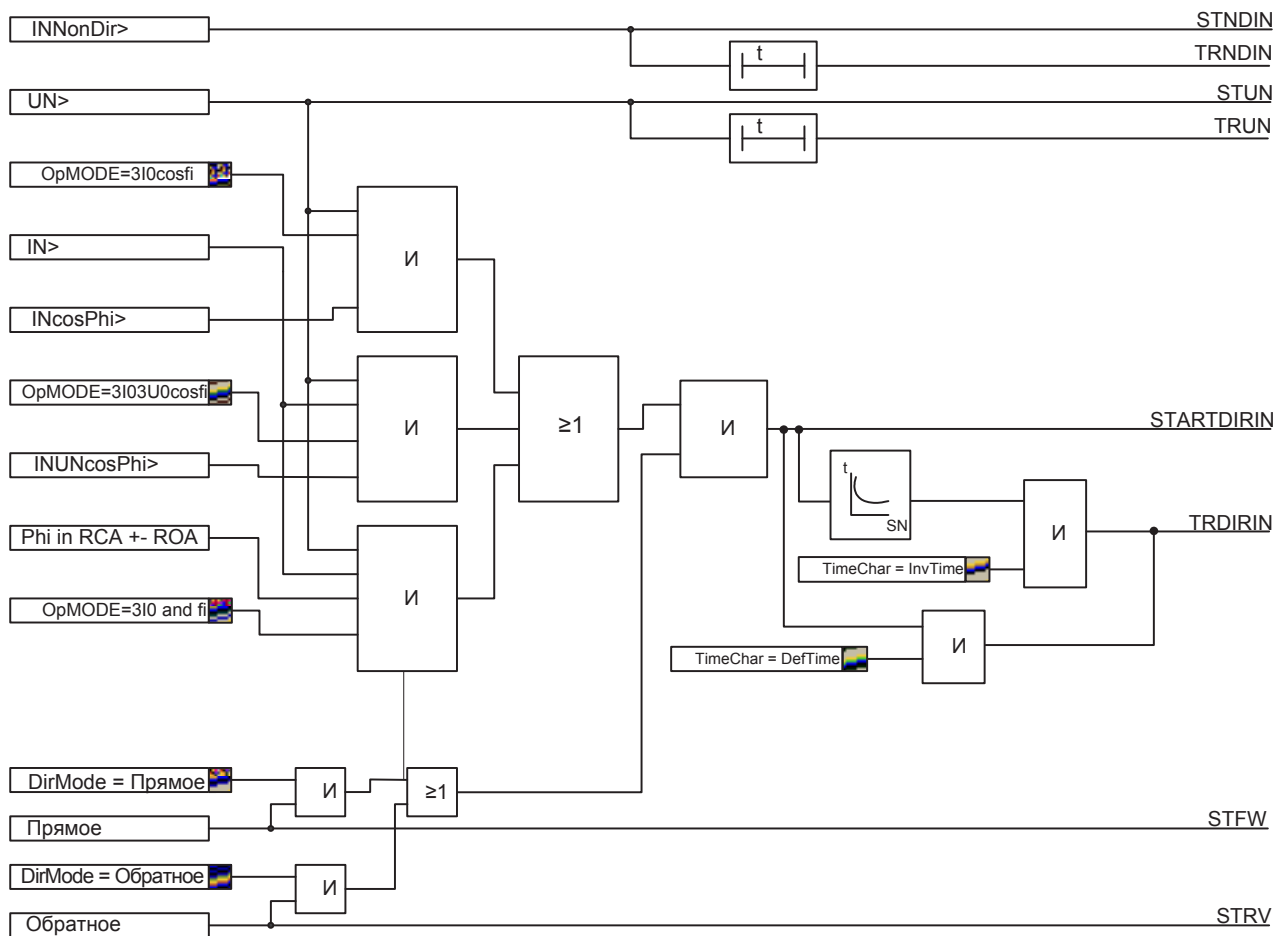 INNonDir>
STNDIN
t
TRNDIN
UN>
STUN
t
TRUN
OpMODE=3I0cosfi
IN>
И
INcosPhi>
OpMODE=3I03U0cosfi
И
≥1
И
STARTDIRIN
INUNcosPhi>
t
SN
Phi in RCA +- ROA
И
TRDIRIN
TimeChar = InvTime
OpMODE=3I0 and fi
И
И
TimeChar = DefTime
DirMode = Прямое
И
≥1
Прямое
STFW
DirMode = Обратное
И
Обратное
STRV